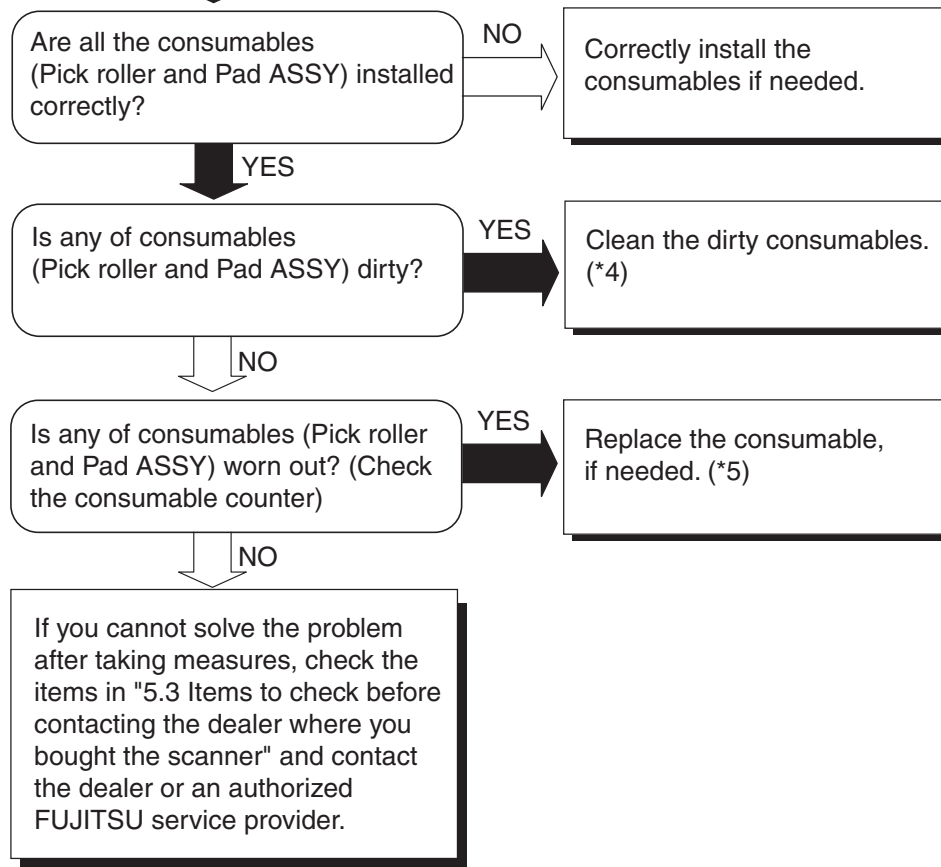 Are all the consumables
(Pick roller and Pad ASSY) installed
correctly?
NO
Correctly install the
consumables if needed.
YES
Is any of consumables
(Pick roller and Pad ASSY) dirty?
YES
Clean the dirty consumables.
(*4)
NO
Is any of consumables (Pick roller
and Pad ASSY) worn out? (Check
the consumable counter)
YES
Replace the consumable,
if needed. (*5)
NO
If you cannot solve the problem
after taking measures, check the
items in "5.3 Items to check before
contacting the dealer where you
bought the scanner" and contact
the dealer or an authorized
FUJITSU service provider.